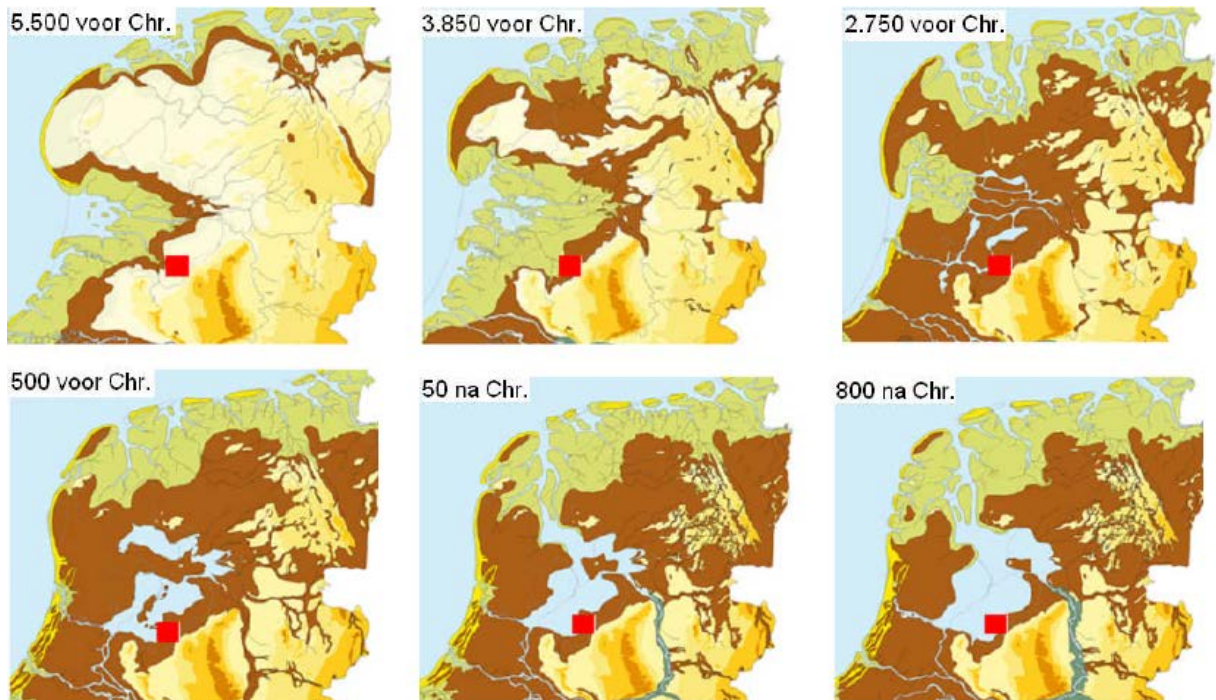 5.500 voor Chr.
3.850 voor Chr.
2.750 voor Chr.
500 voor Chr.
50 na Chr.
800 na Chr.